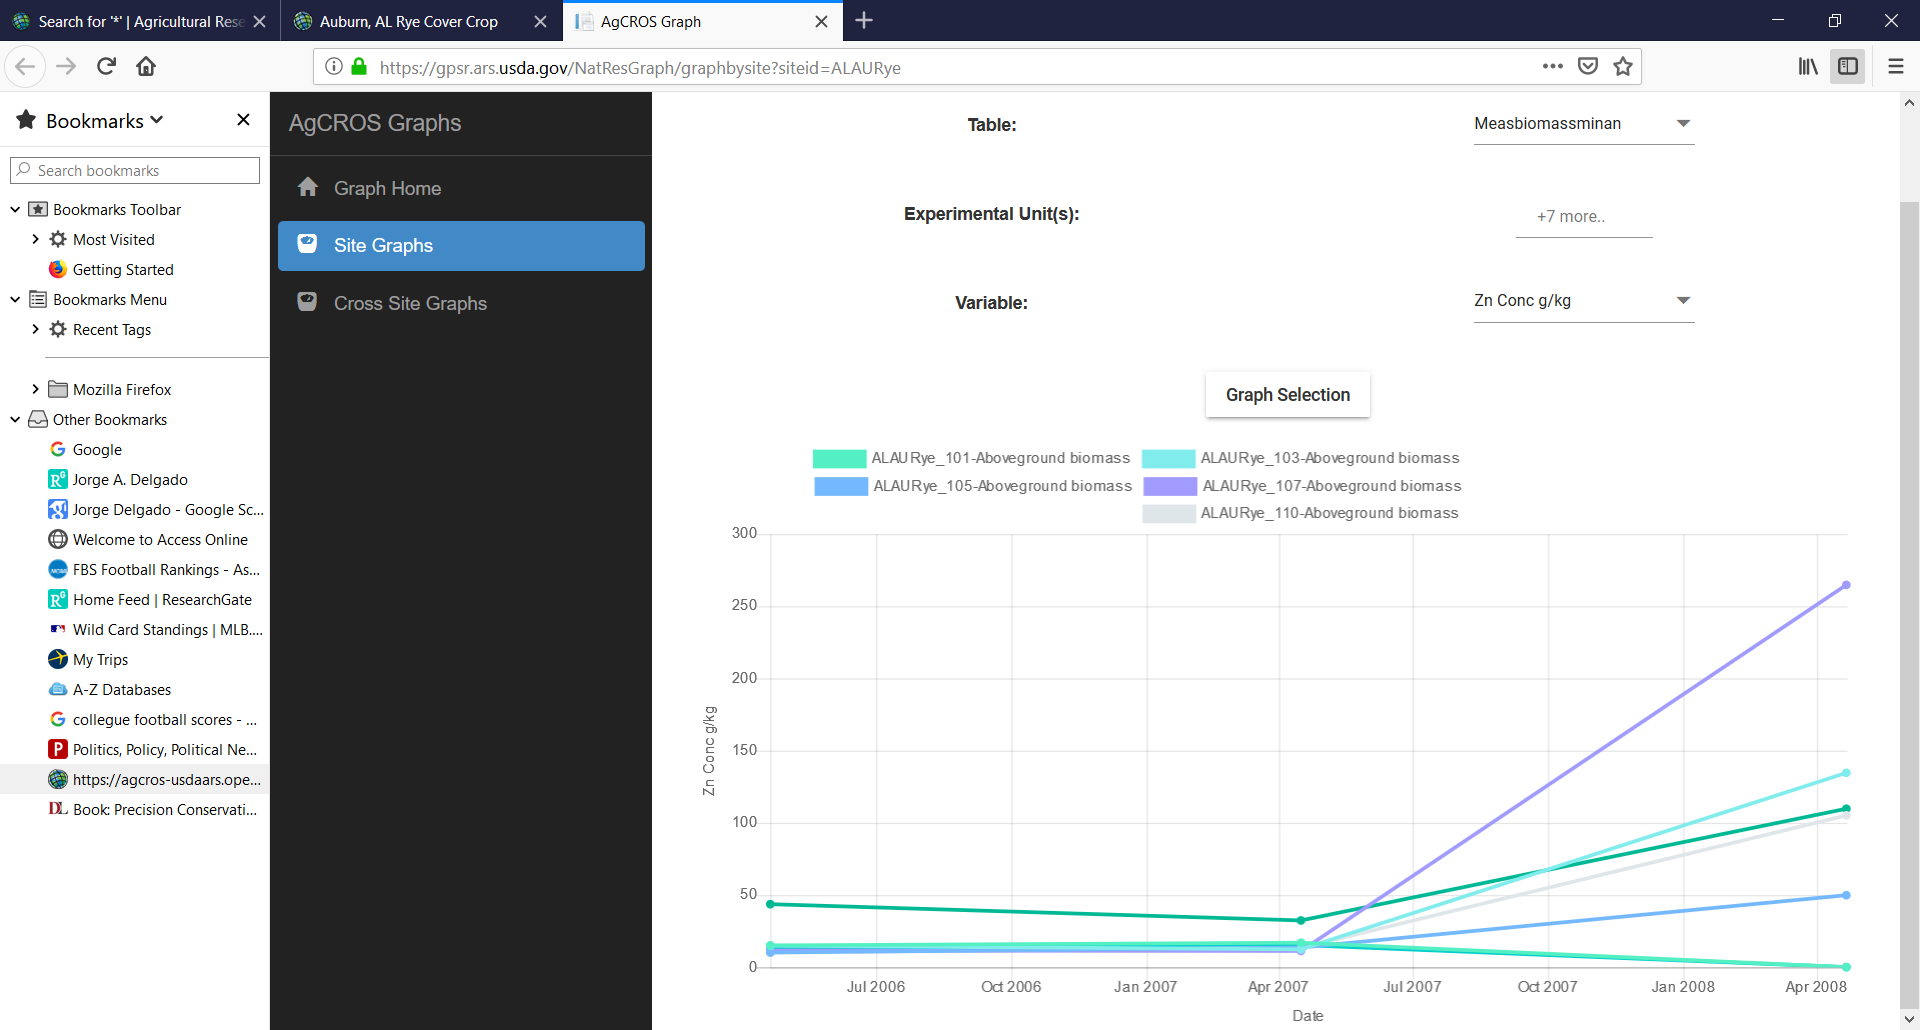 Search for '*' | Agricultural Rese
Auburn, AL Rye Cover Crop
AgCROS Graph
https://gpsr.ars.usda.gov/NatResGraph/graphbysite?siteid=ALAURye
Bookmarks
Search bookmarks
Bookmarks Toolbar
Most Visited
Getting Started
Bookmarks Menu
Recent Tags
Mozilla Firefox
Other Bookmarks
Google
Jorge A. Delgado
Jorge Delgado - Google Sc...
Welcome to Access Online
FBS Football Rankings - As...
Home Feed | ResearchGate
Wild Card Standings | MLB....
My Trips
A-Z Databases
collegue football scores - ...
Politics, Policy, Political Ne...
https://agcros-usdaars.ope...
Book: Precision Conservati...
AgCROS Graphs
Graph Home
Site Graphs
Cross Site Graphs
Table:
Measbiomassminan
Experimental Unit(s):
+7 more..
Variable:
Zn Conc g/kg
Graph Selection
ALAURye_101-Aboveground biomass
ALAURye_103-Aboveground biomass
ALAURye_105-Aboveground biomass
ALAURye_107-Aboveground biomass
ALAURye_110-Aboveground biomass
300
250
200
150
100
50
0
Zn Conc g/kg
Jul 2006
Oct 2006
Jan 2007
Apr 2007
Jul 2007
Oct 2007
Jan 2008
Apr 2008
Date